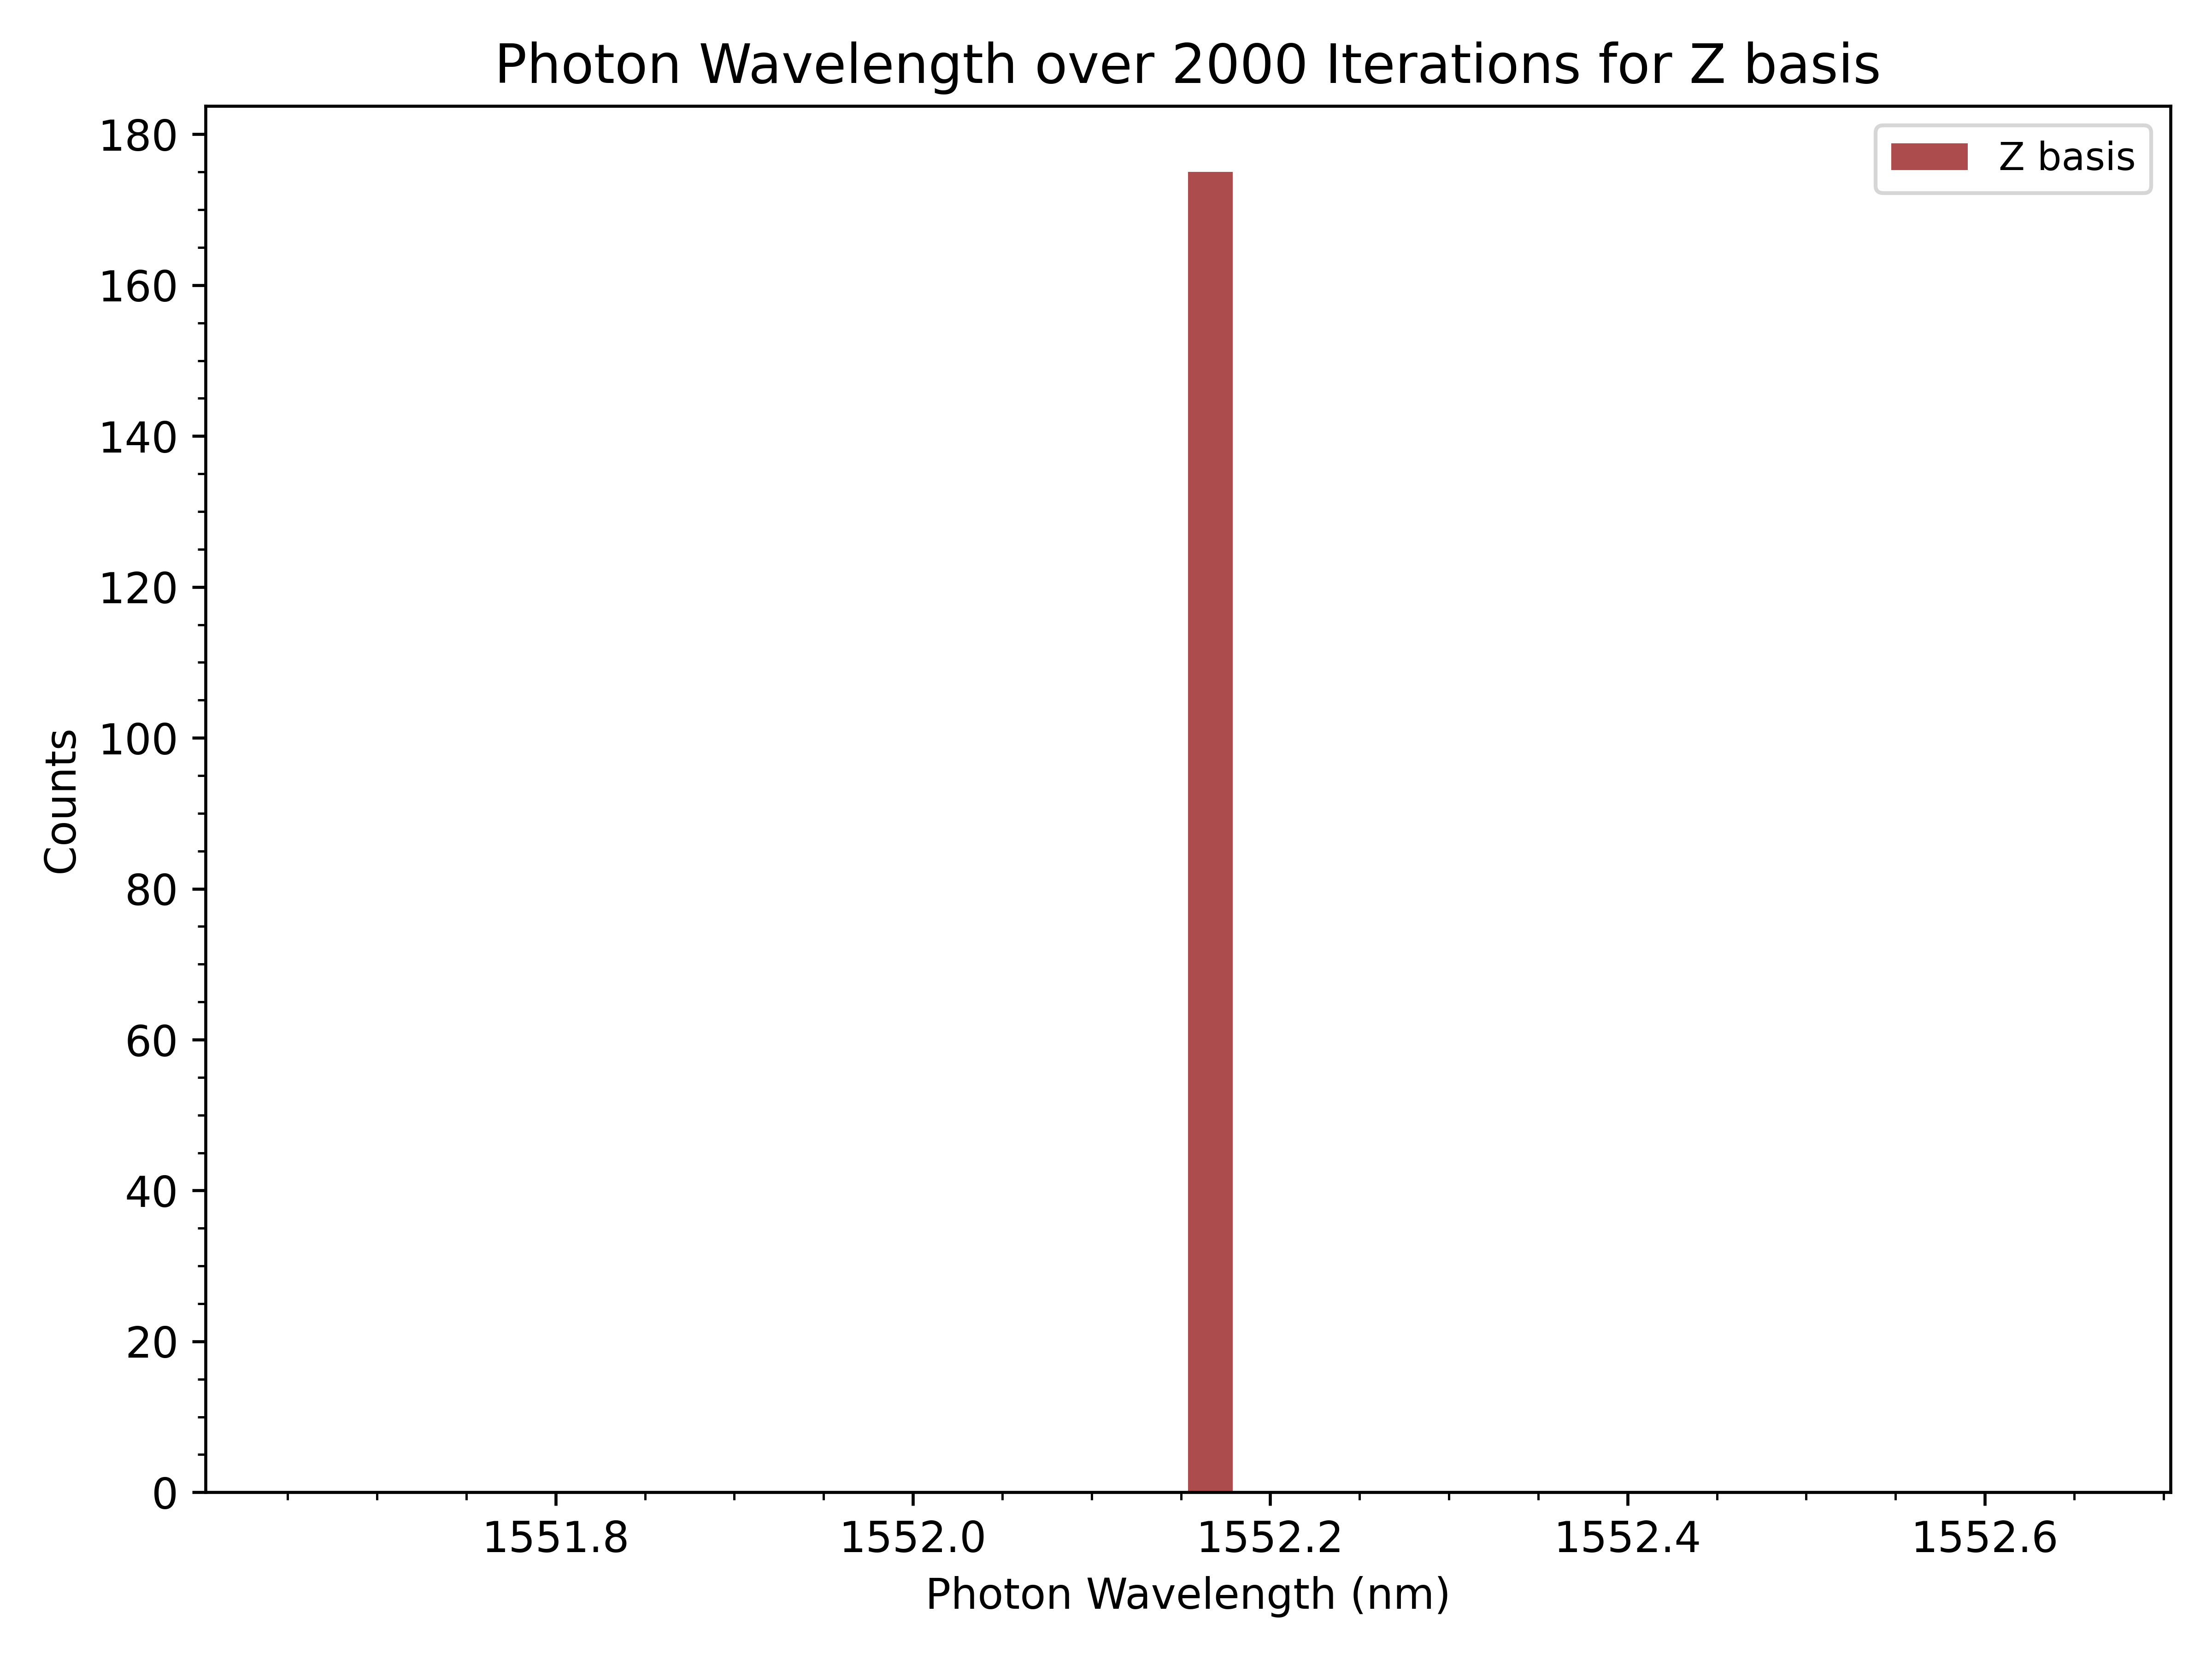 Photon Wavelength over 2000 Iterations for Z basis
Z basis
180
160
140
120
100
80
60
40
20
0
Counts
1551.8 1552.0 1552.2 1552.4 1552.6
Photon Wavelength (nm)